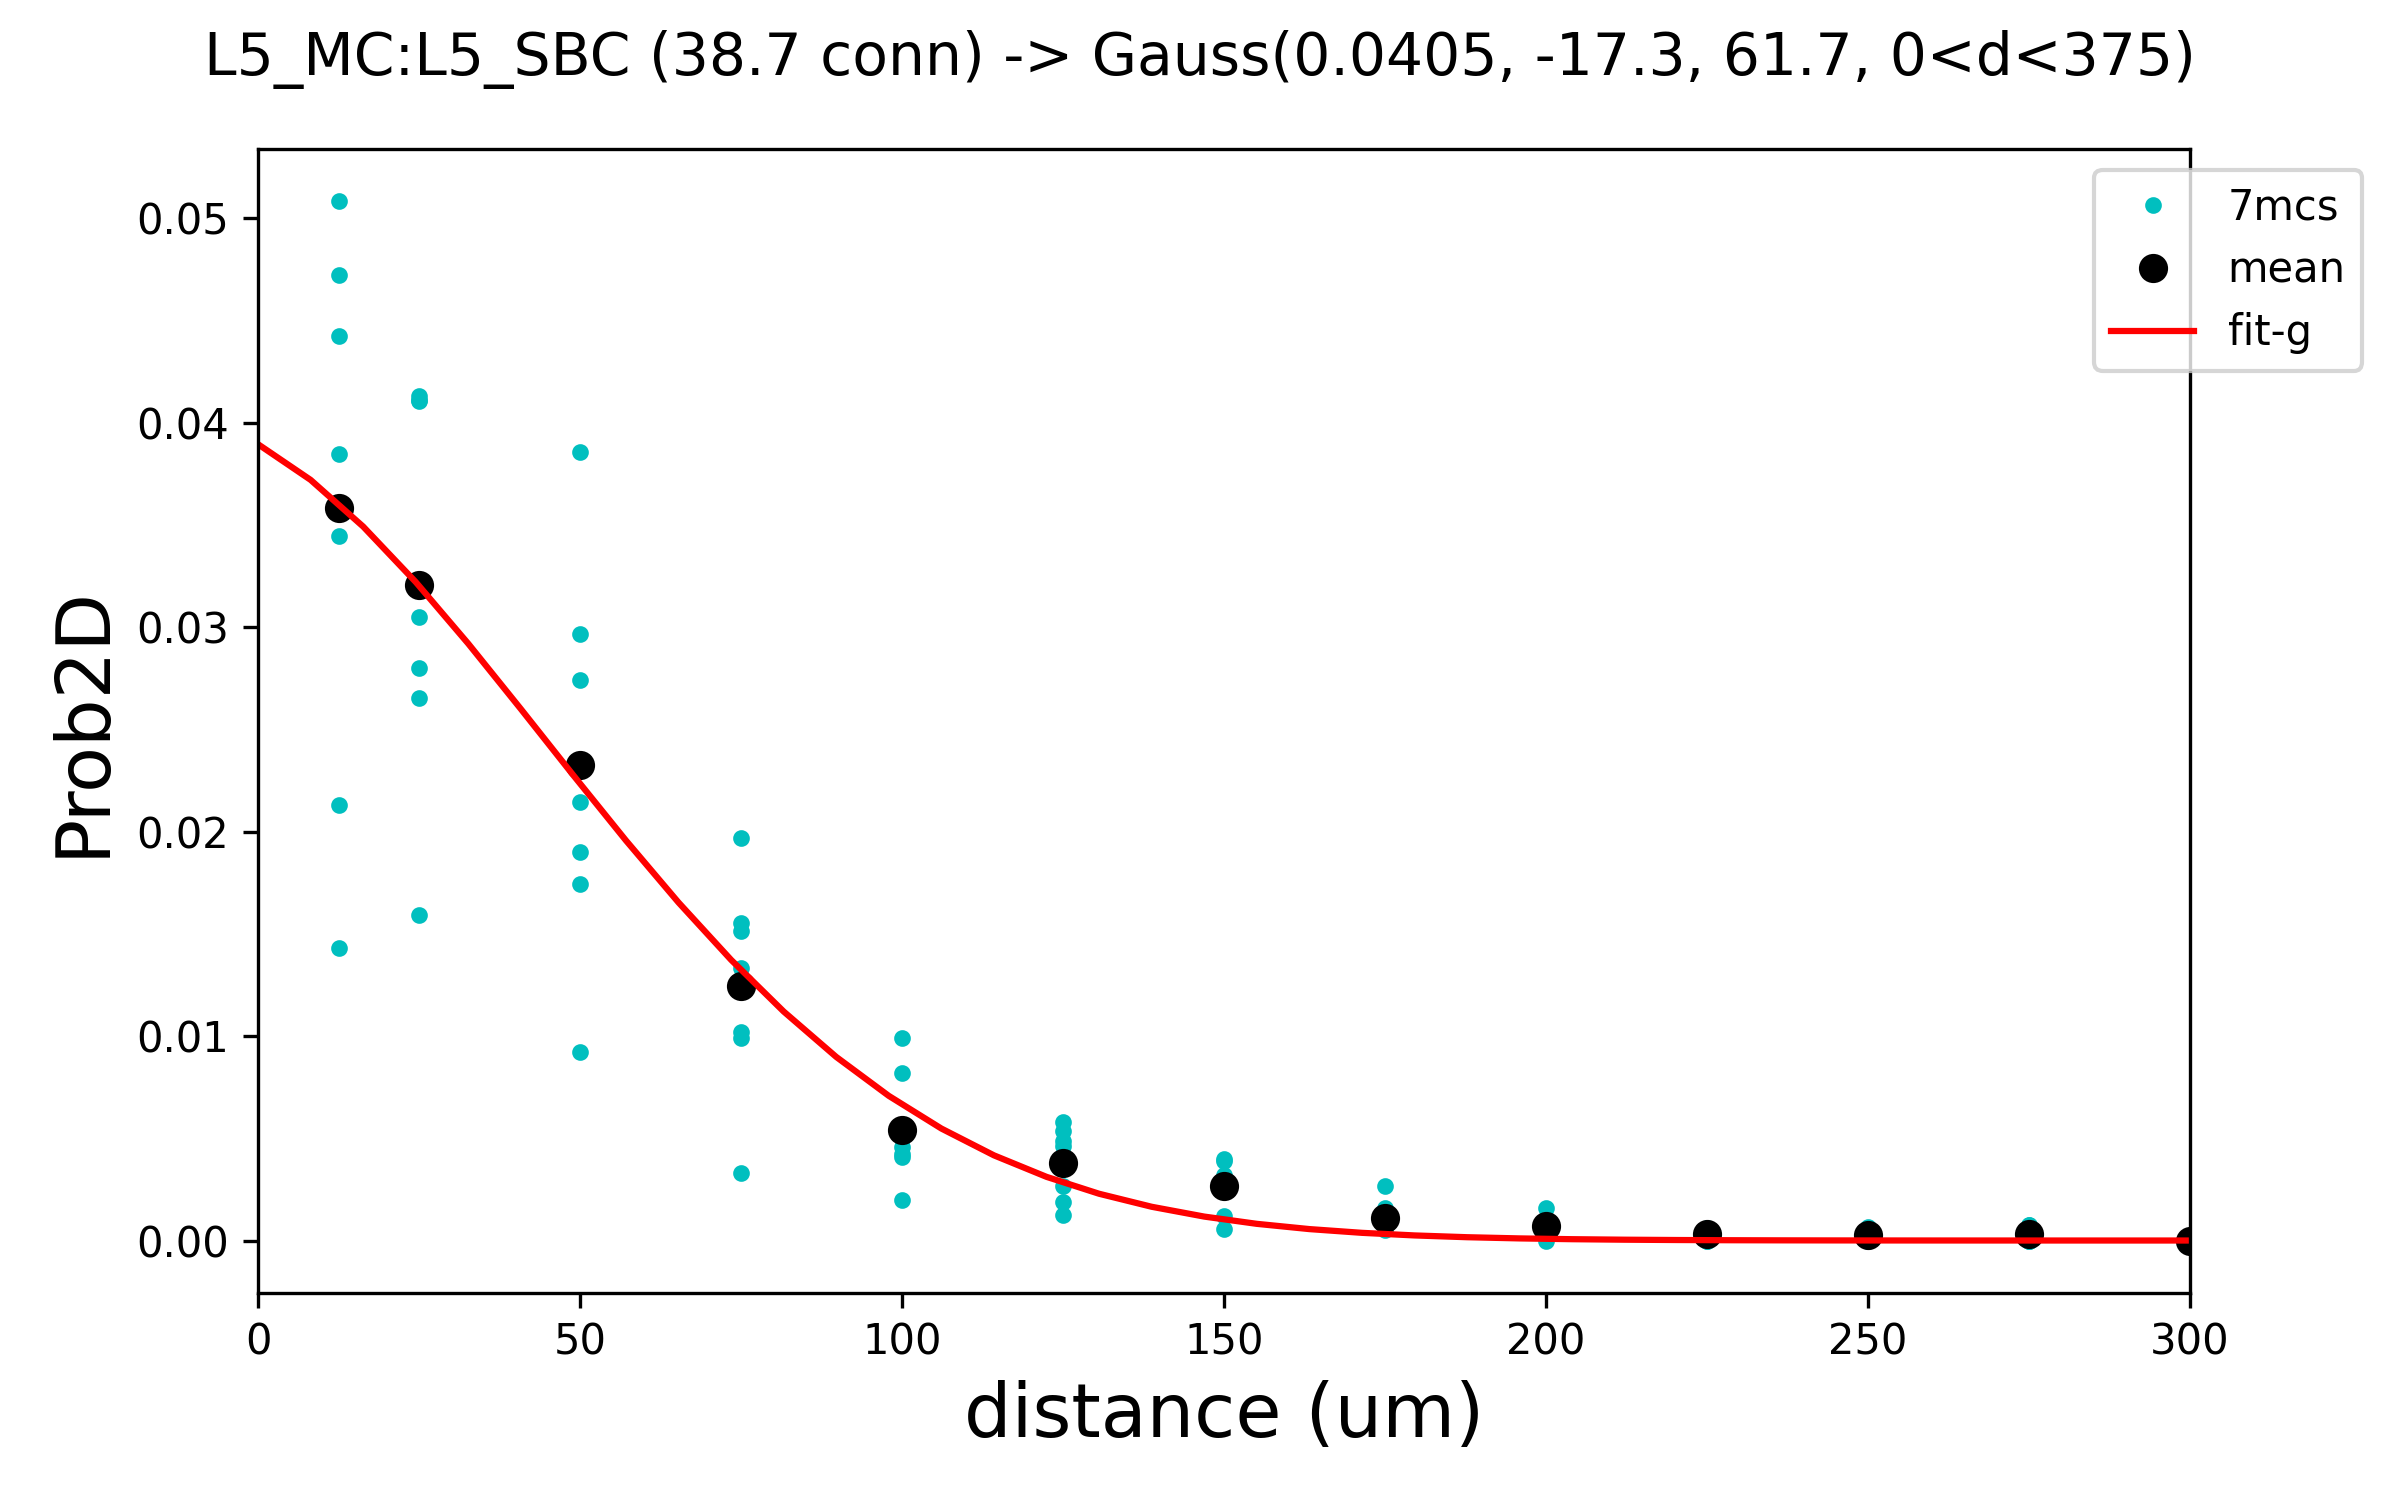 L5_MC:L5_SBC (38.7 conn) -> Gauss(0.0405, -17.3, 61.7, 0<d<375)
7mcs
mean
fit-g
Prob2D
0.05
0.04
0.03
0.02
0.01
0.00
0 50 100 150 200 250 300
distance (um)